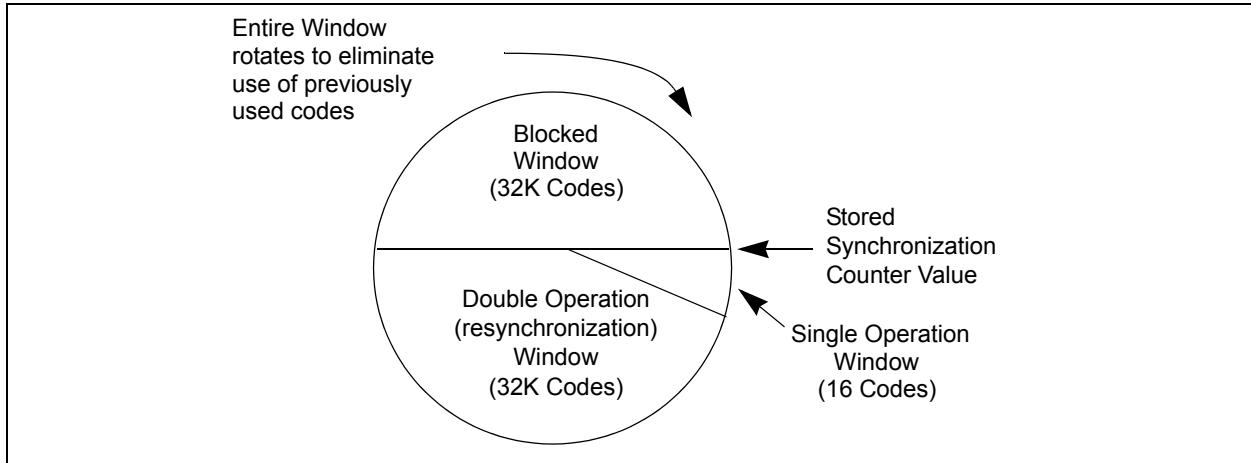 Entire Window
rotates to eliminate
use of previously
used codes
Blocked
Window
(32K Codes)
Stored
Synchronization
Counter Value
Double Operation
(resynchronization)
Window
(32K Codes)
Single Operation
Window
(16 Codes)